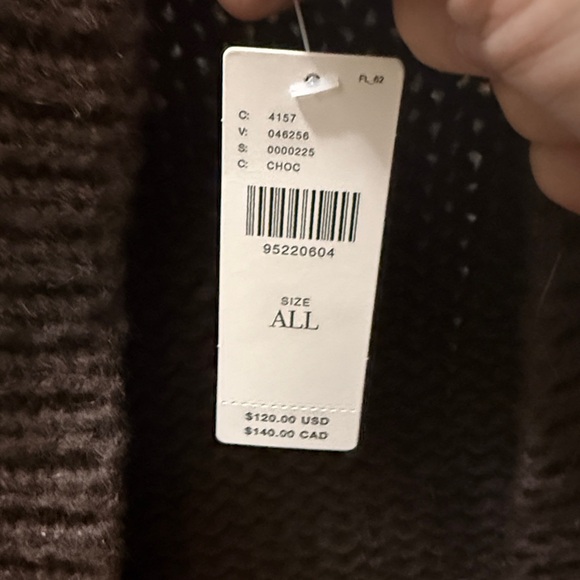 FL_62
C: 4157
V: 046256
S: 0000225
C: CHOC
95220604
SIZE
ALL
$120.00 USD
$140.00 CAD